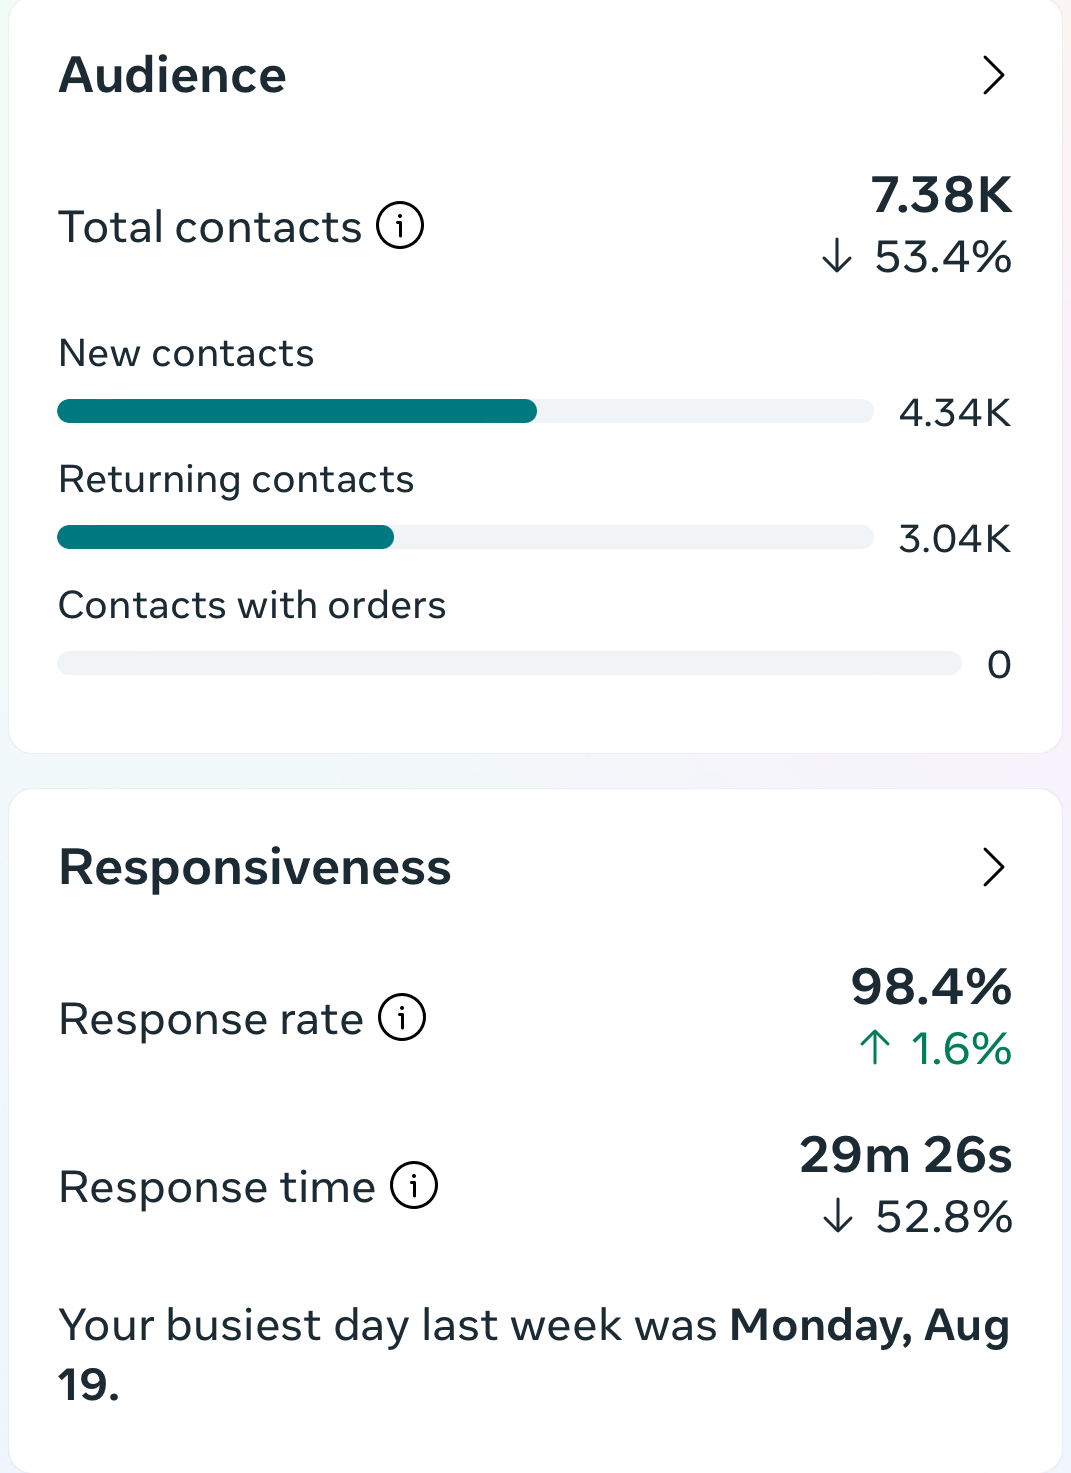 Audience
Total contacts
7.38K
↓ 53.4%
New contacts
4.34K
Returning contacts
3.04K
Contacts with orders
0
Responsiveness
Response rate
98.4%
↑ 1.6%
Response time
29m 26s
↓ 52.8%
Your busiest day last week was Monday, Aug
19.